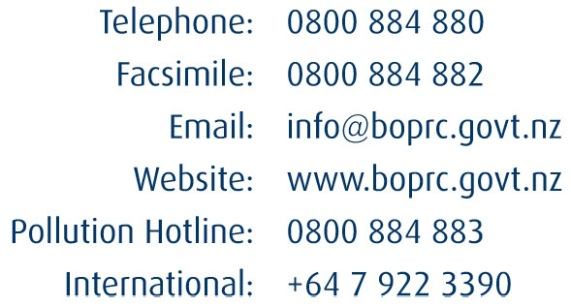 Telephone: 0800 884 880
Facsimile: 0800 884 882
Email: info@boprc.govt.nz
Website: www.boprc.govt.nz
Pollution Hotline: 0800 884 883
International: +64 7 922 3390